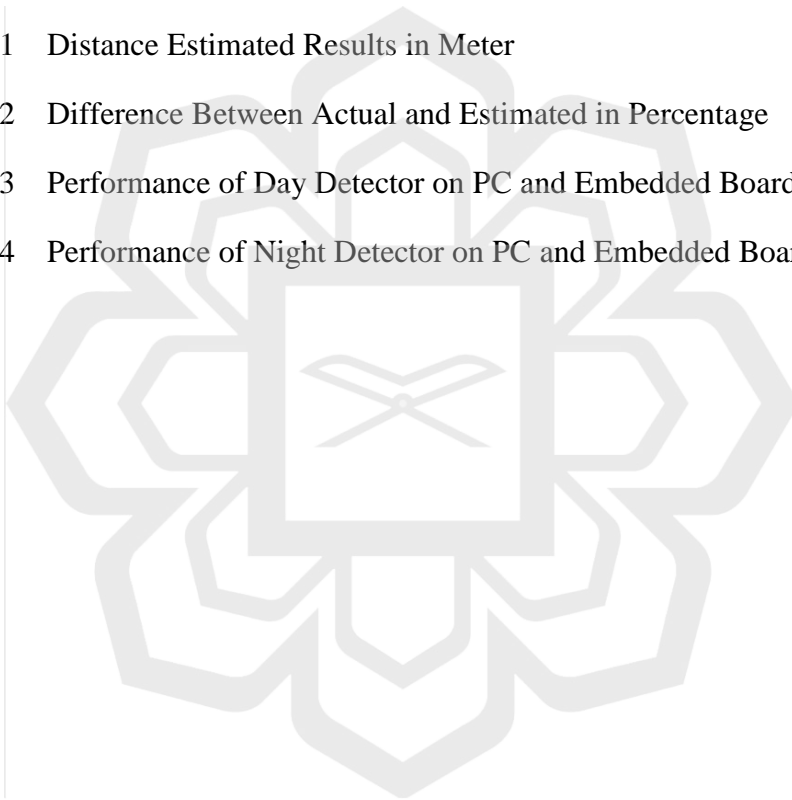 1 Distance Estimated Results in Meter
2 Difference Between Actual and Estimated in Percentage
3 Performance of Day Detector on PC and Embedded Board
4 Performance of Night Detector on PC and Embedded